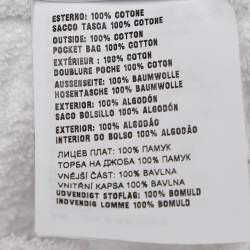 ESTERNO: 100% COTONE
SACCO TASCA 100% COTONE
OUTSIDE: 100% COTTON
POCKET BAG 100% COTTON
EXTÉRIEUR : 100% COTON
DOUBLURE POCHE 100% COTON
AUSSENSEITE: 100% BAUMWOLLE
HOSENTASCHE 100% BAUMWOLLE
EXTERIOR: 100% ALGODÓN
SACO BOLSILLO 100% ALGODÓN
EXTERIOR: 100% ALGODÃO
INTERIOR DO BOLSO 100% ALGODÃO
ЛИЦЕВ ПЛАТ: 100% ПАМУК
ТОРБА НА ДЖОБА 100% ПАМУК
VNĚJŠÍ ČÁST: 100% BAVLNA
VNITŘNÍ KAPSA 100% BAVLNA
UDVENDIGT STOFLAG: 100% BOMULD
INDVENDIG LOMME 100% BOMULD